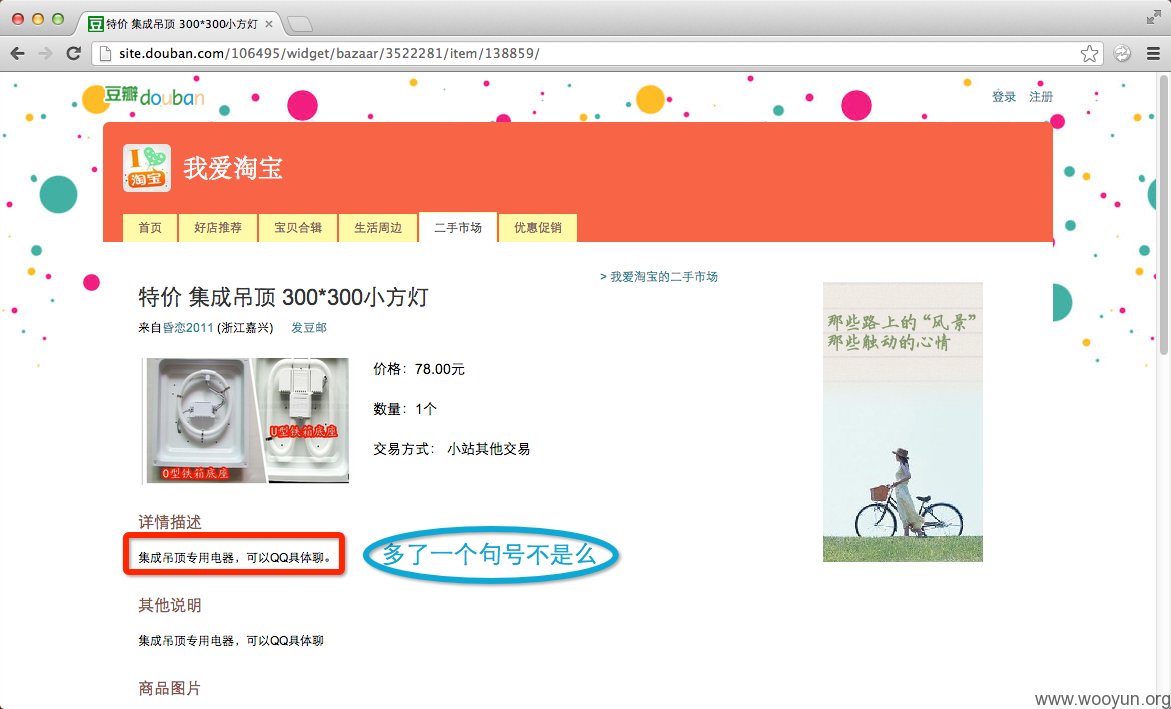 特价 集成吊顶 300*300小方灯
site.douban.com/106495/widget/bazaar/3522281/item/138859/
豆瓣douban
登录 注册
I
淘宝
我爱淘宝
首页 好店推荐 宝贝合辑 生活周边 二手市场 优惠促销
> 我爱淘宝的二手市场
特价 集成吊顶 300*300小方灯
来自昏恋2011 (浙江嘉兴) 发豆邮
价格：78.00元
数量：1个
交易方式： 小站其他交易
U型铁箱底座
O型铁箱底座
那些路上的“风景”
那些触动的心情
详情描述
集成吊顶专用电器，可以QQ具体聊。
多了一个句号不是么
其他说明
集成吊顶专用电器，可以QQ具体聊
商品图片
www.wooyun.org